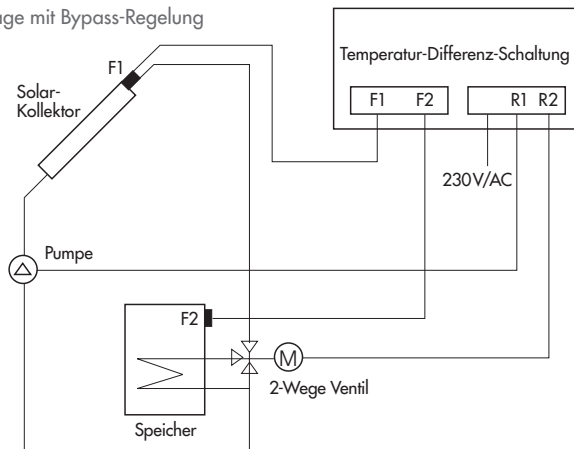 mit Bypass-Regelung
Temperatur-Differenz-Schaltung
F1
Solar-
Kollektor
F1 F2
R1 R2
230V/AC
Pumpe
F2
M
2-Wege Ventil
Speicher